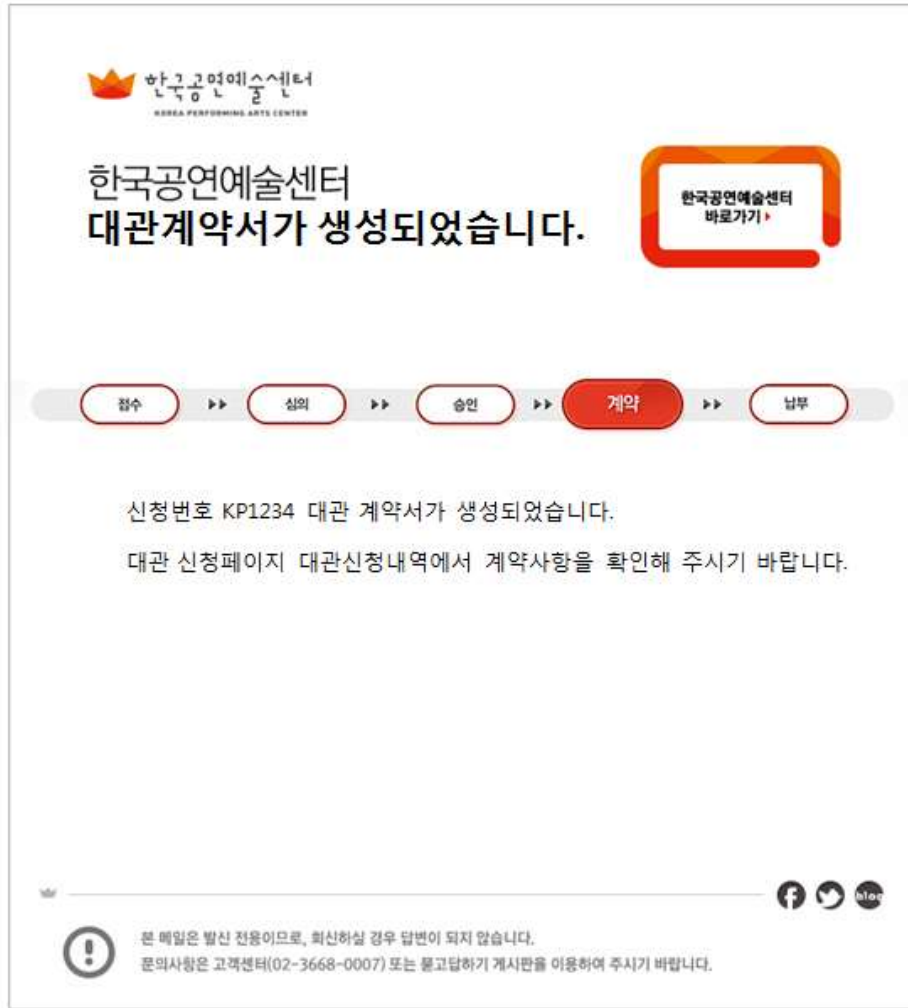 한국공연예술센터
KOREA PERFORMING ARTS CENTER
한국공연예술센터
대관계약서가 생성되었습니다.
한국공연예술센터
바로가기
접수
심의
승인
계약
납부
신청번호 KP1234 대관 계약서가 생성되었습니다.
대관 신청페이지 대관신청내역에서 계약사항을 확인해 주시기 바랍니다.
blog
본 메일은 발신 전용이므로, 회신하실 경우 답변이 되지 않습니다.
문의사항은 고객센터(02-3668-0007) 또는 묻고답하기 게시판을 이용하여 주시기 바랍니다.